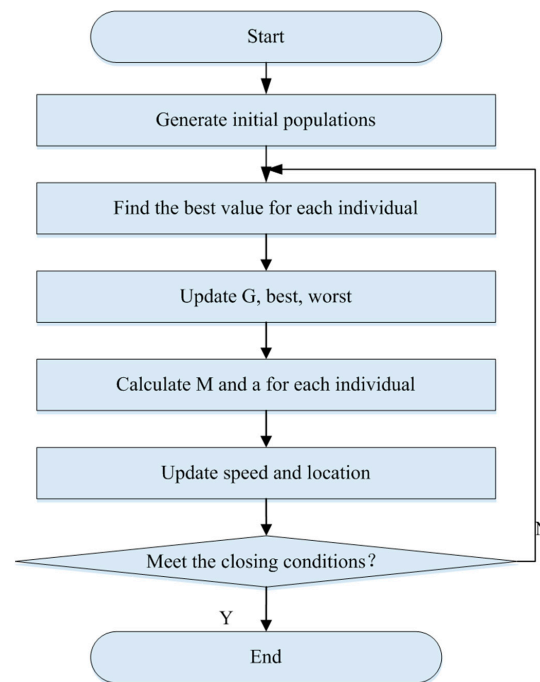 Start
Generate initial populations
Find the best value for each individual
Update G, best, worst
Calculate M and a for each individual
Update speed and location
Meet the closing conditions？
Y
End